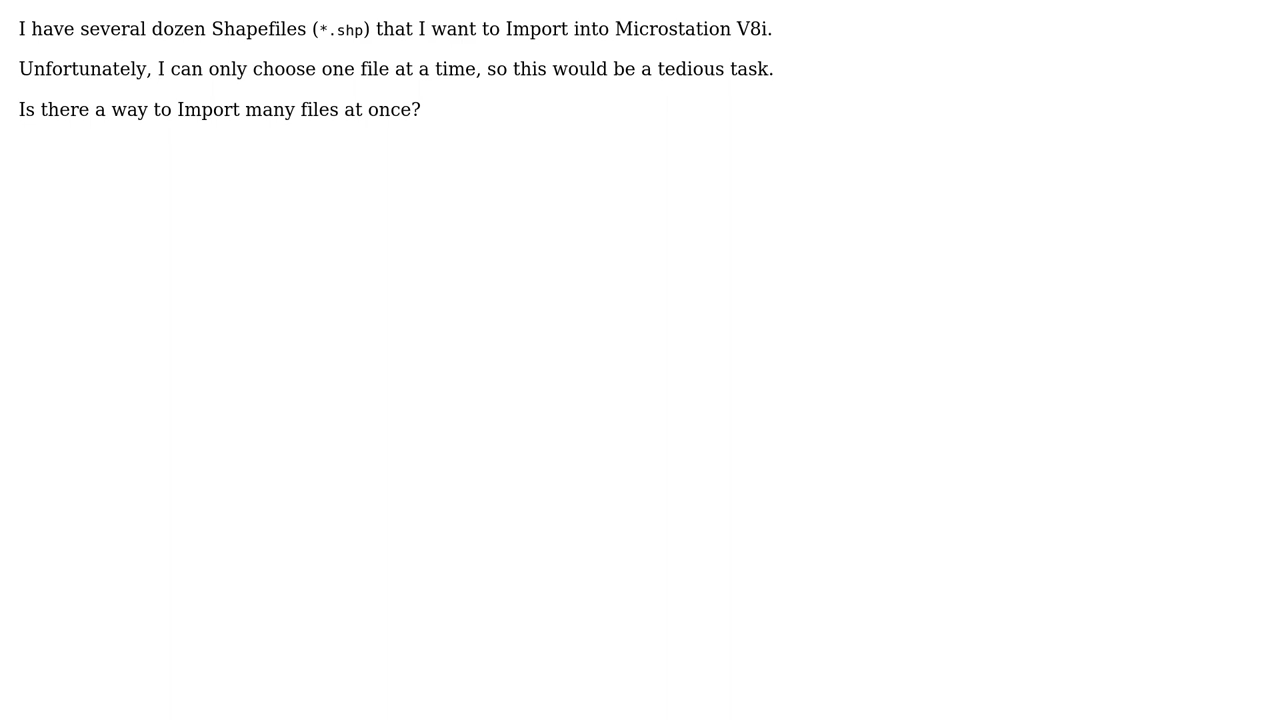 I have several dozen Shapefiles (*.shp) that I want to Import into Microstation V8i.
Unfortunately, I can only choose one file at a time, so this would be a tedious task.
Is there a way to Import many files at once?